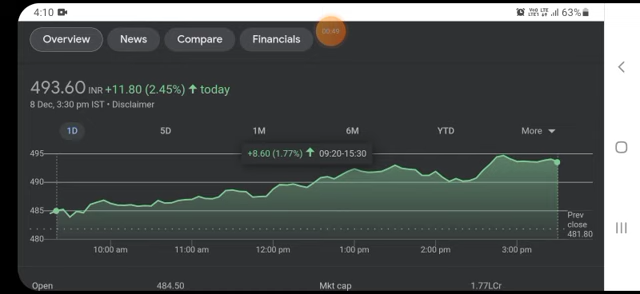 4:10
63%
Overview News Compare Financials
00:49
493.60 INR +11.80 (2.45%) ↑ today
8 Dec, 3:30 pm IST • Disclaimer
1D 5D 1M 6M YTD More
+8.60 (1.77%) ↑ 09:20-15:30
495
490
485
480
Prev
close
481.80
10:00 am 11:00 am 12:00 pm 1:00 pm 2:00 pm 3:00 pm
Open 484.50 Mkt cap 1.77LCr